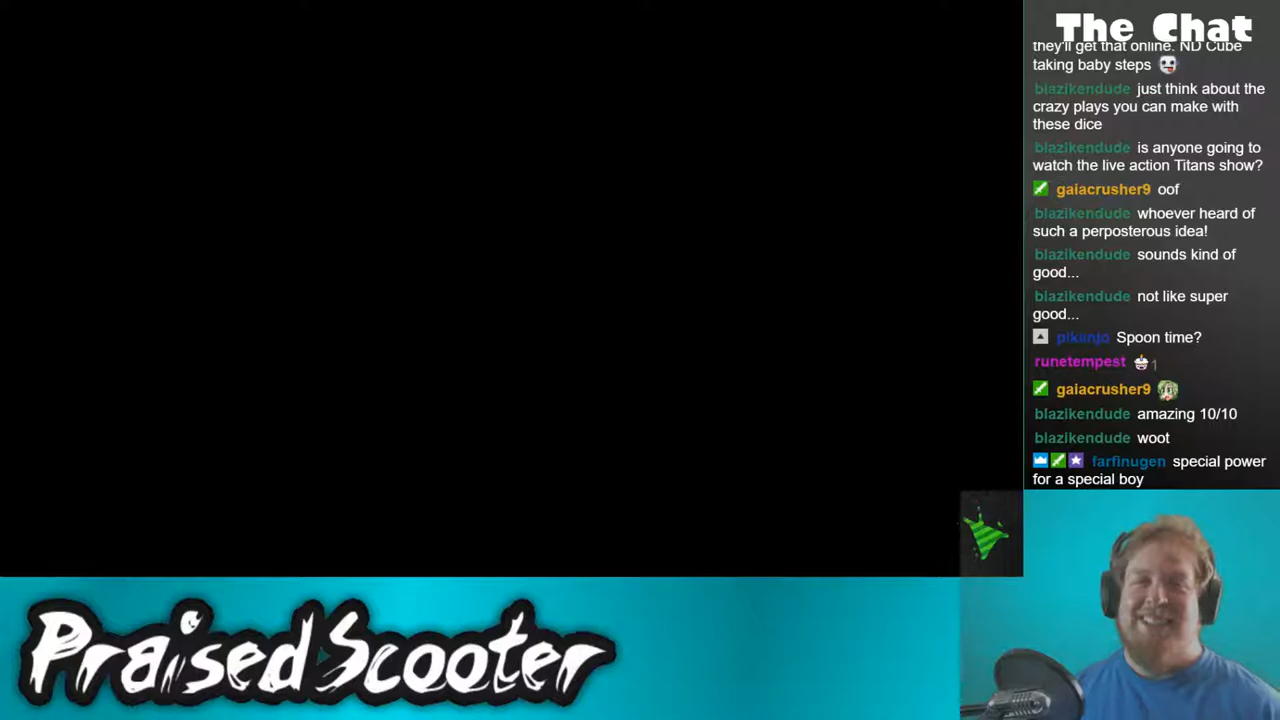 The Chat
they'll get that online. ND Cube
taking baby steps
blazikendude just think about the
crazy plays you can make with
these dice
blazikendude is anyone going to
watch the live action Titans show?
gaiacrusher9 oof
blazikendude whoever heard of
such a perposterous idea!
blazikendude sounds kind of
good...
blazikendude not like super
good...
pikiinjo Spoon time?
runetempest 1
gaiacrusher9
blazikendude amazing 10/10
blazikendude woot
farfinugen special power
for a special boy
PraisedScooter